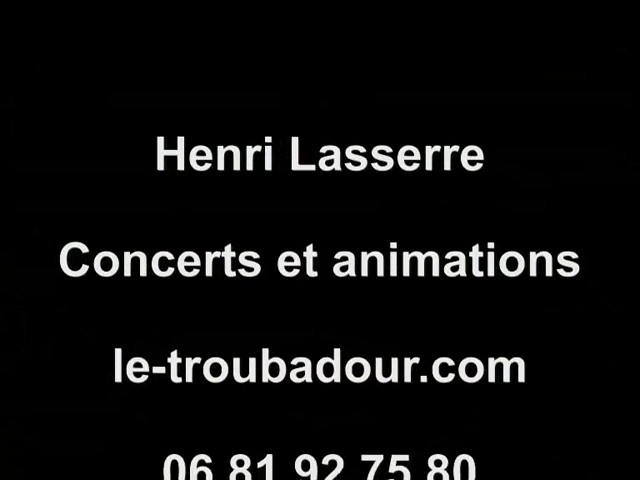 Henri Lasserre
Concerts et animations
le-troubadour.com
06 81 92 75 80